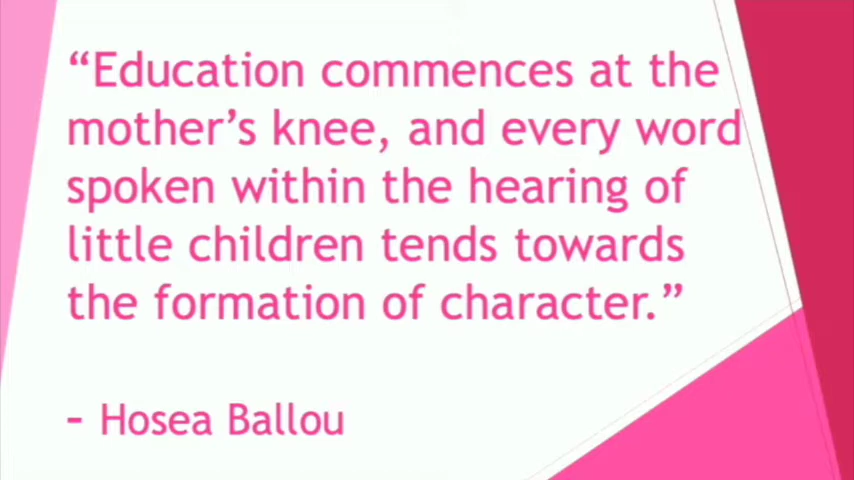 “Education commences at the
mother’s knee, and every word
spoken within the hearing of
little children tends towards
the formation of character.”
– Hosea Ballou